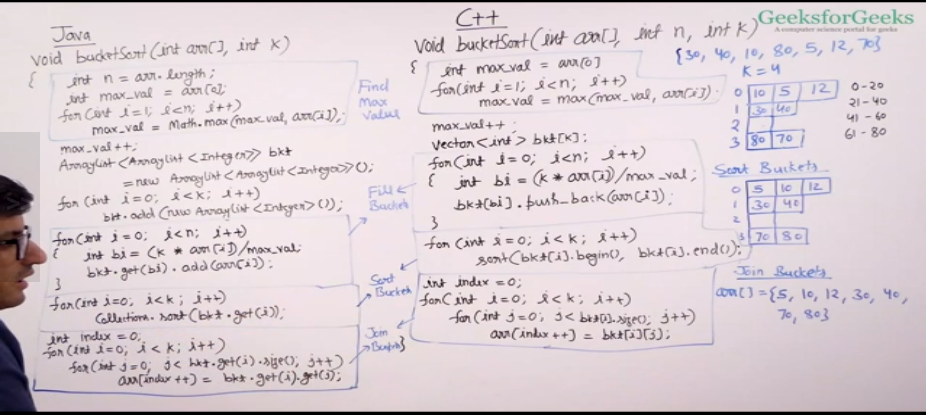 Java
void bucketSort(int arr[], int k)
{ int n = arr.length;
int max_val = arr[0];
for(int i=1; i<n; i++)
max_val = Math.max(max_val, arr[i]);
max_val++;
ArrayList<ArrayList<Integer>> bkt
= new ArrayList<ArrayList<Integer>>();
for(int i=0; i<k; i++)
bkt.add(new ArrayList<Integer>());
for(int i=0; i<n; i++)
{ int bi = (k * arr[i])/max_val;
bkt.get(bi).add(arr[i]);
}
for(int i=0; i<k; i++)
Collections.sort(bkt.get(i));
int index = 0;
for(int i=0; i<k; i++)
for(int j=0; j<bkt.get(i).size(); j++)
arr[index++] = bkt.get(i).get(j);
Find
Max
Value
Fill
Bucket
Sort
Bucket
Join
Bucket
C++
void bucketSort(int arr[], int n, int k)
{ int max_val = arr[0]
for(int i=1; i<n; i++)
max_val = max(max_val, arr[i]);
max_val++;
vector<int> bkt[k];
for(int i=0; i<n; i++)
{ int bi = (k * arr[i])/max_val;
bkt[bi].push_back(arr[i]);
}
for(int i=0; i<k; i++)
sort(bkt[i].begin(), bkt[i].end());
int index = 0;
for(int i=0; i<k; i++)
for(int j=0; j<bkt[i].size(); j++)
arr[index++] = bkt[i][j];
}
GeeksforGeeks
A computer science portal for geeks
{30, 40, 10, 80, 5, 12, 70}
k=4
0 10 5 12 0-20
1 30 40 21-40
2 41-60
3 80 70 61-80
Sort Buckets
0 5 10 12
1 30 40
2
3 70 80
Join Buckets
arr[] = {5, 10, 12, 30, 40,
70, 80}